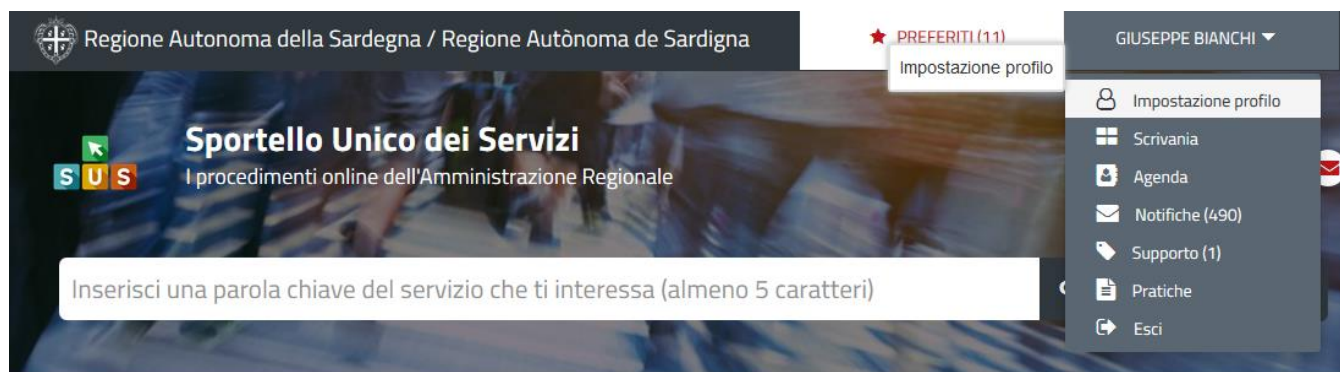 Regione Autonoma della Sardegna / Regione Autònoma de Sardigna
PREFERITI (11)
GIUSEPPE BIANCHI
Impostazione profilo
Impostazione profilo
Scrivania
Agenda
Notifiche (490)
Supporto (1)
Pratiche
Esci
SUS
Sportello Unico dei Servizi
I procedimenti online dell'Amministrazione Regionale
Inserisci una parola chiave del servizio che ti interessa (almeno 5 caratteri)